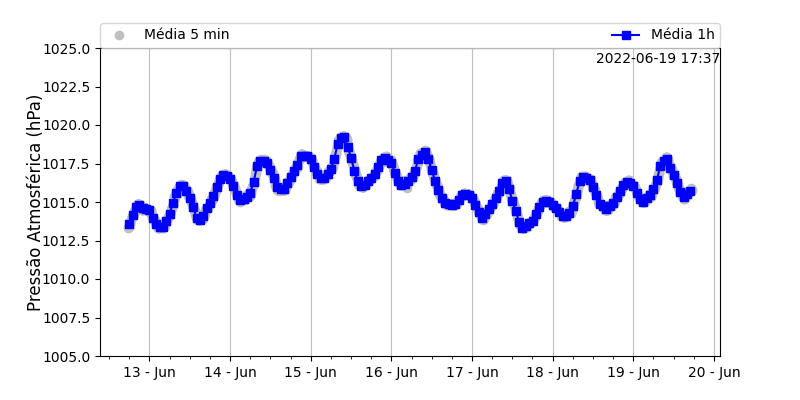 Média 5 min
Média 1h
2022-06-19 17:37
Pressão Atmosférica (hPa)
1025.0
1022.5
1020.0
1017.5
1015.0
1012.5
1010.0
1007.5
1005.0
13 - Jun
14 - Jun
15 - Jun
16 - Jun
17 - Jun
18 - Jun
19 - Jun
20 - Jun